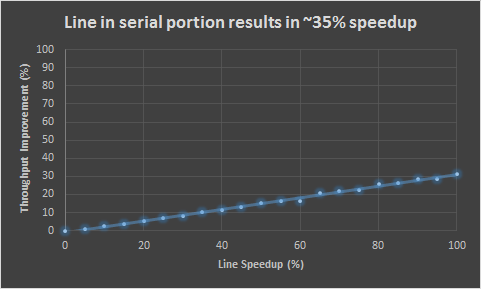 Line in serial portion results in ~35% speedup
Throughput Improvement (%)
100
90
80
70
60
50
40
30
20
10
0
0 20 40 60 80 100
Line Speedup (%)